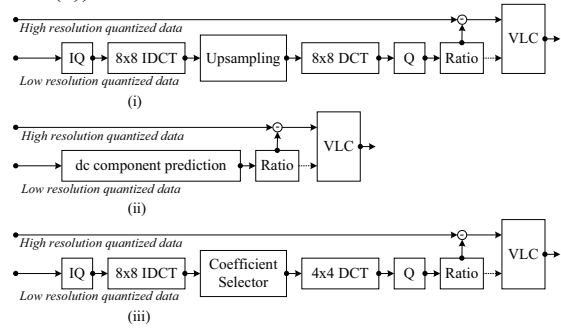 High resolution quantized data
VLC
IQ
8x8 IDCT
Upsampling
8x8 DCT
Q
Ratio
Low resolution quantized data
(i)
High resolution quantized data
VLC
dc component prediction
Ratio
Low resolution quantized data
(ii)
High resolution quantized data
VLC
IQ
8x8 IDCT
Coefficient
Selector
4x4 DCT
Q
Ratio
Low resolution quantized data
(iii)